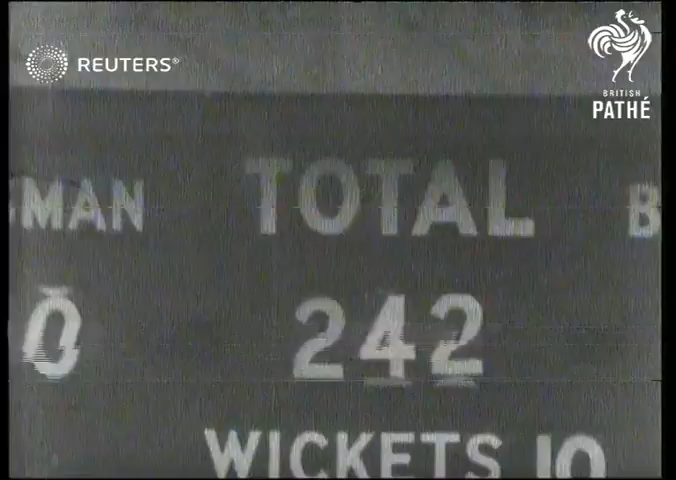 REUTERS®
BRITISH
PATHÉ
MAN TOTAL B
0 242
WICKETS 10